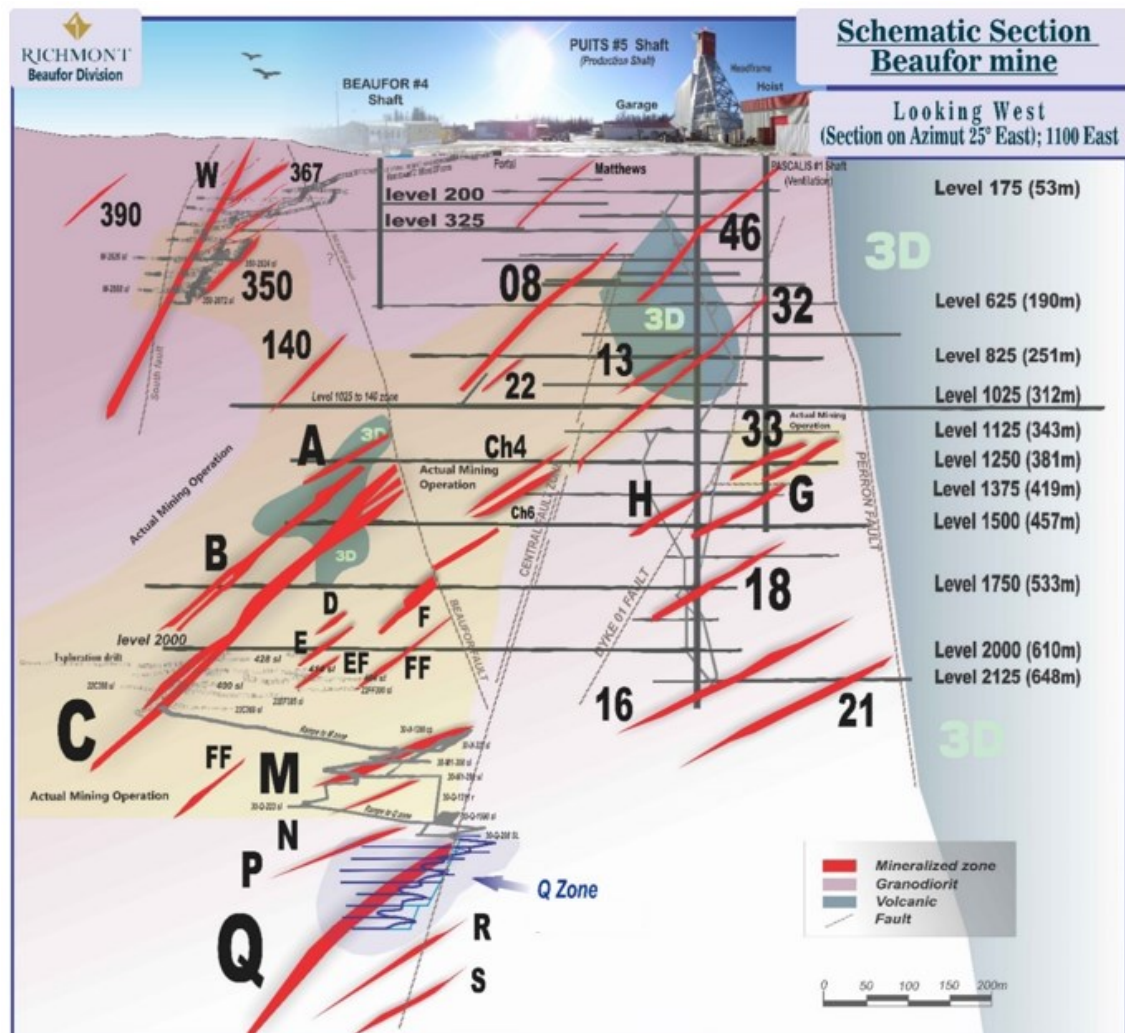 RICHMONT
Beaufor Division
Schematic Section
Beaufor mine
Looking West
(Section on Azimut 25° East); 1100 East
BEAUFOR #4
Shaft
PUITS #5 Shaft
(Production Shaft)
Headframe
Hoist
Garage
Portal
Matthews
PASCALIS #1 Shaft
(Ventilation)
W
367
390
level 200
level 325
350
08
46
32
3D
3D
140
22
13
South fault
Level 1025 to 140 zone
Level 175 (53m)
Level 625 (190m)
Level 825 (251m)
Level 1025 (312m)
Level 1125 (343m)
Level 1250 (381m)
Level 1375 (419m)
Level 1500 (457m)
Level 1750 (533m)
Level 2000 (610m)
Level 2125 (648m)
A
3D
Ch4
33
Actual Mining
Operation
Actual Mining
Operation
Actual Mining Operation
Ch6
H
G
PERRON FAULT
CENTRAL FAULT ZONE
B
3D
18
D
F
BEAUFOR FAULT
DYKE 01 FAULT
level 2000
Exploration drift
E
EF
FF
428 sl
16
21
3D
C
FF
M
Actual Mining Operation
N
P
Q
Q Zone
R
S
Mineralized zone
Granodiorit
Volcanic
Fault
0 50 100 150 200m